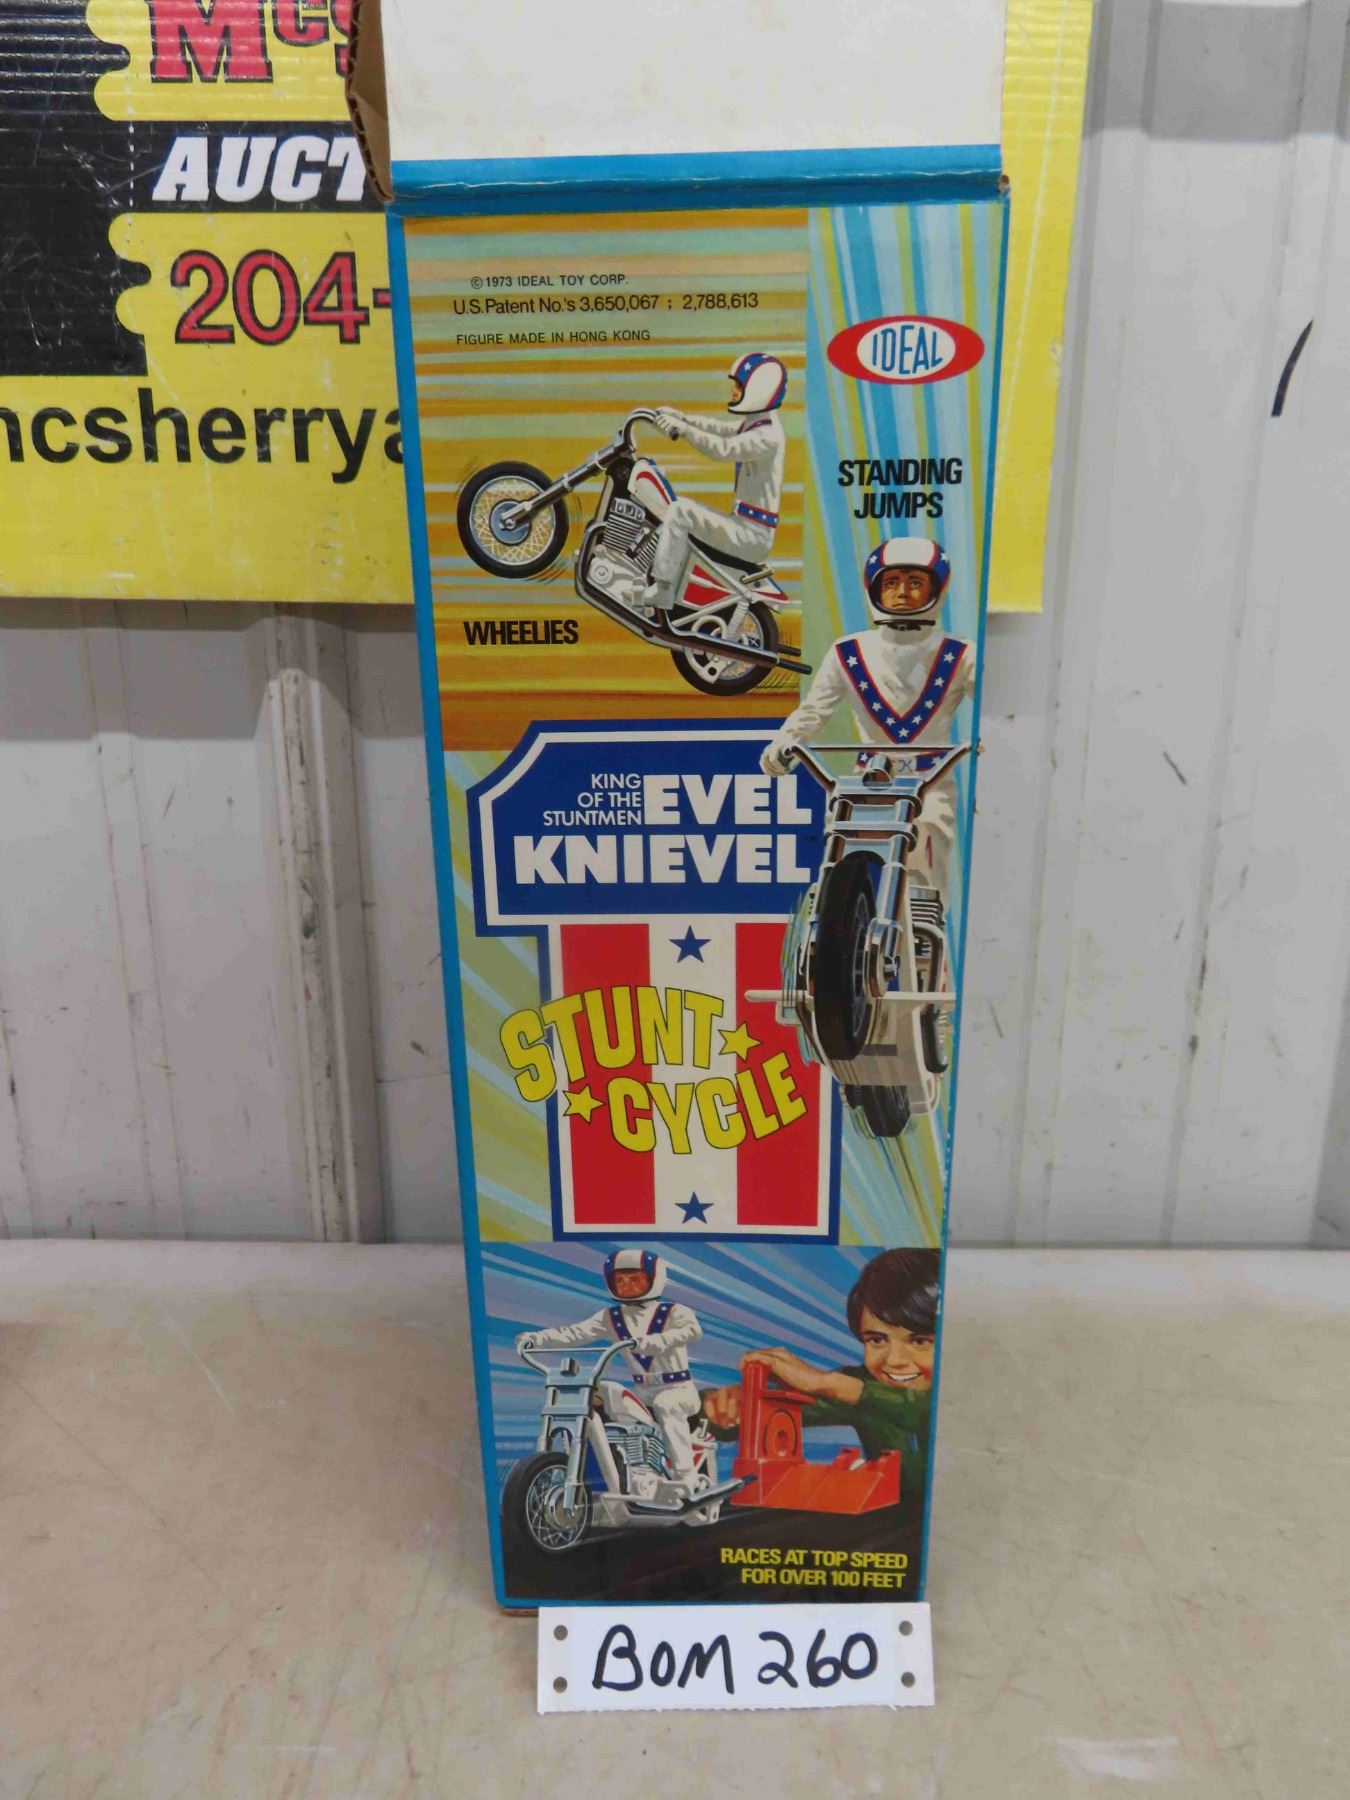 McS
AUCT
204-
mcsherrya
© 1973 IDEAL TOY CORP.
U.S. Patent No.'s 3,650,067 ; 2,788,613
FIGURE MADE IN HONG KONG
IDEAL
STANDING
JUMPS
WHEELIES
KING
OF THE
STUNTMEN
EVEL
KNIEVEL
STUNT
CYCLE
RACES AT TOP SPEED
FOR OVER 100 FEET
BOM 260